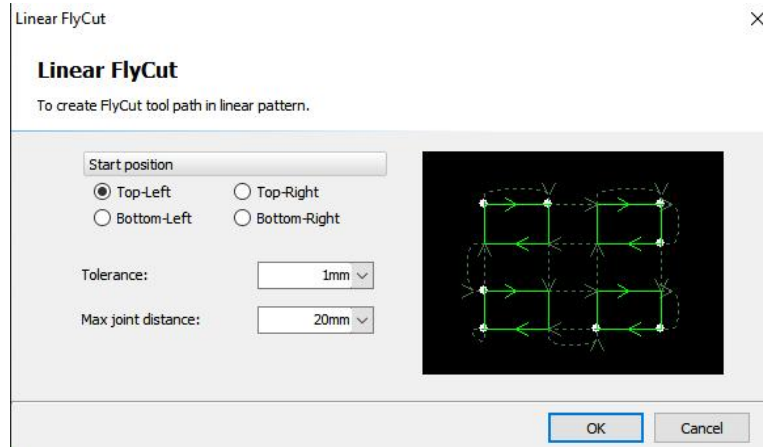 Linear FlyCut
Linear FlyCut
To create FlyCut tool path in linear pattern.
Start position
Top-Left Top-Right
Bottom-Left Bottom-Right
Tolerance: 1mm
Max joint distance: 20mm
OK Cancel